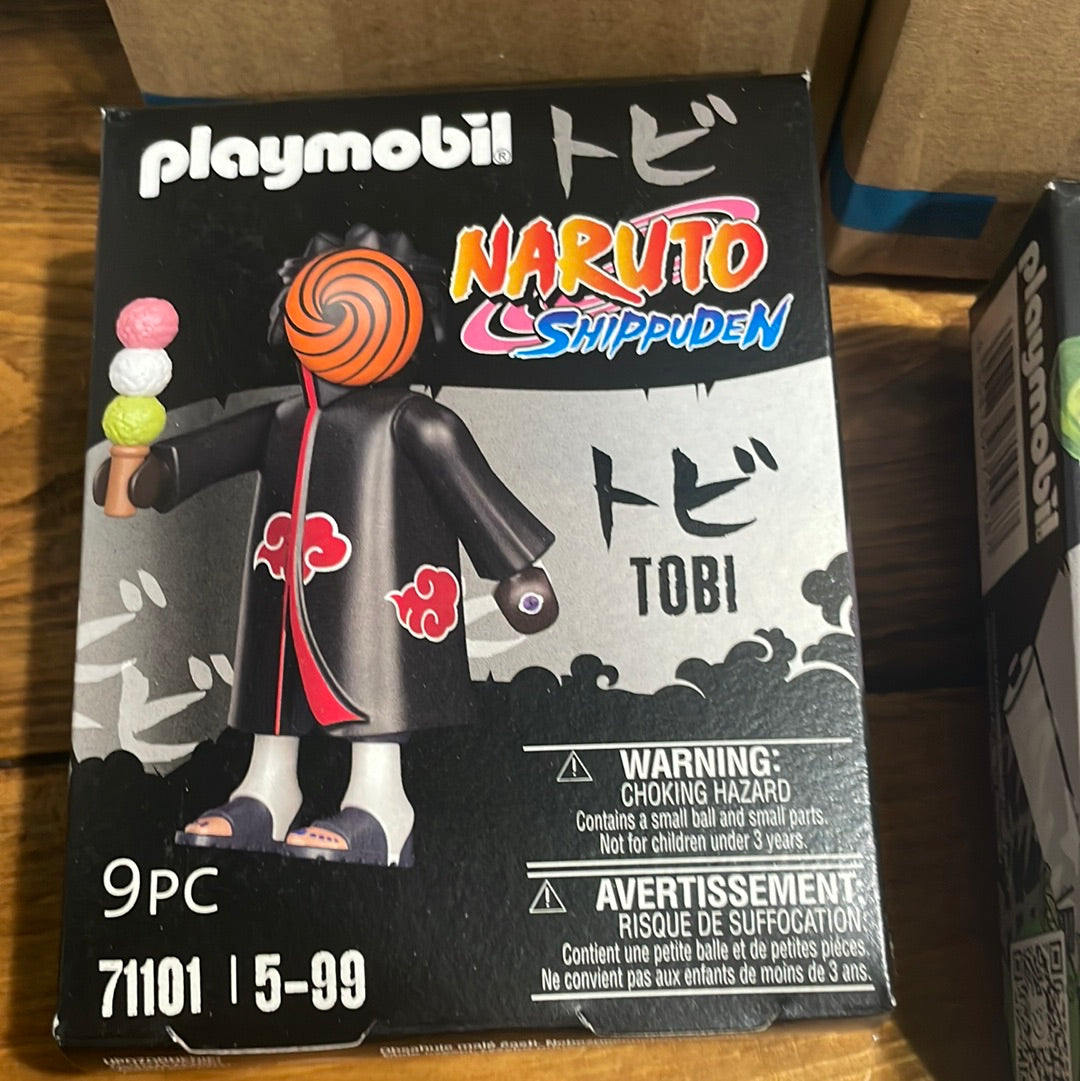 playmobil® トビ
NARUTO
SHIPPUDEN
トビ
TOBI
トビ
⚠ WARNING:
CHOKING HAZARD
Contains a small ball and small parts.
Not for children under 3 years.
⚠ AVERTISSEMENT:
RISQUE DE SUFFOCATION
Contient une petite balle et de petites pièces.
Ne convient pas aux enfants de moins de 3 ans.
9PC
71101 | 5-99
playmobil